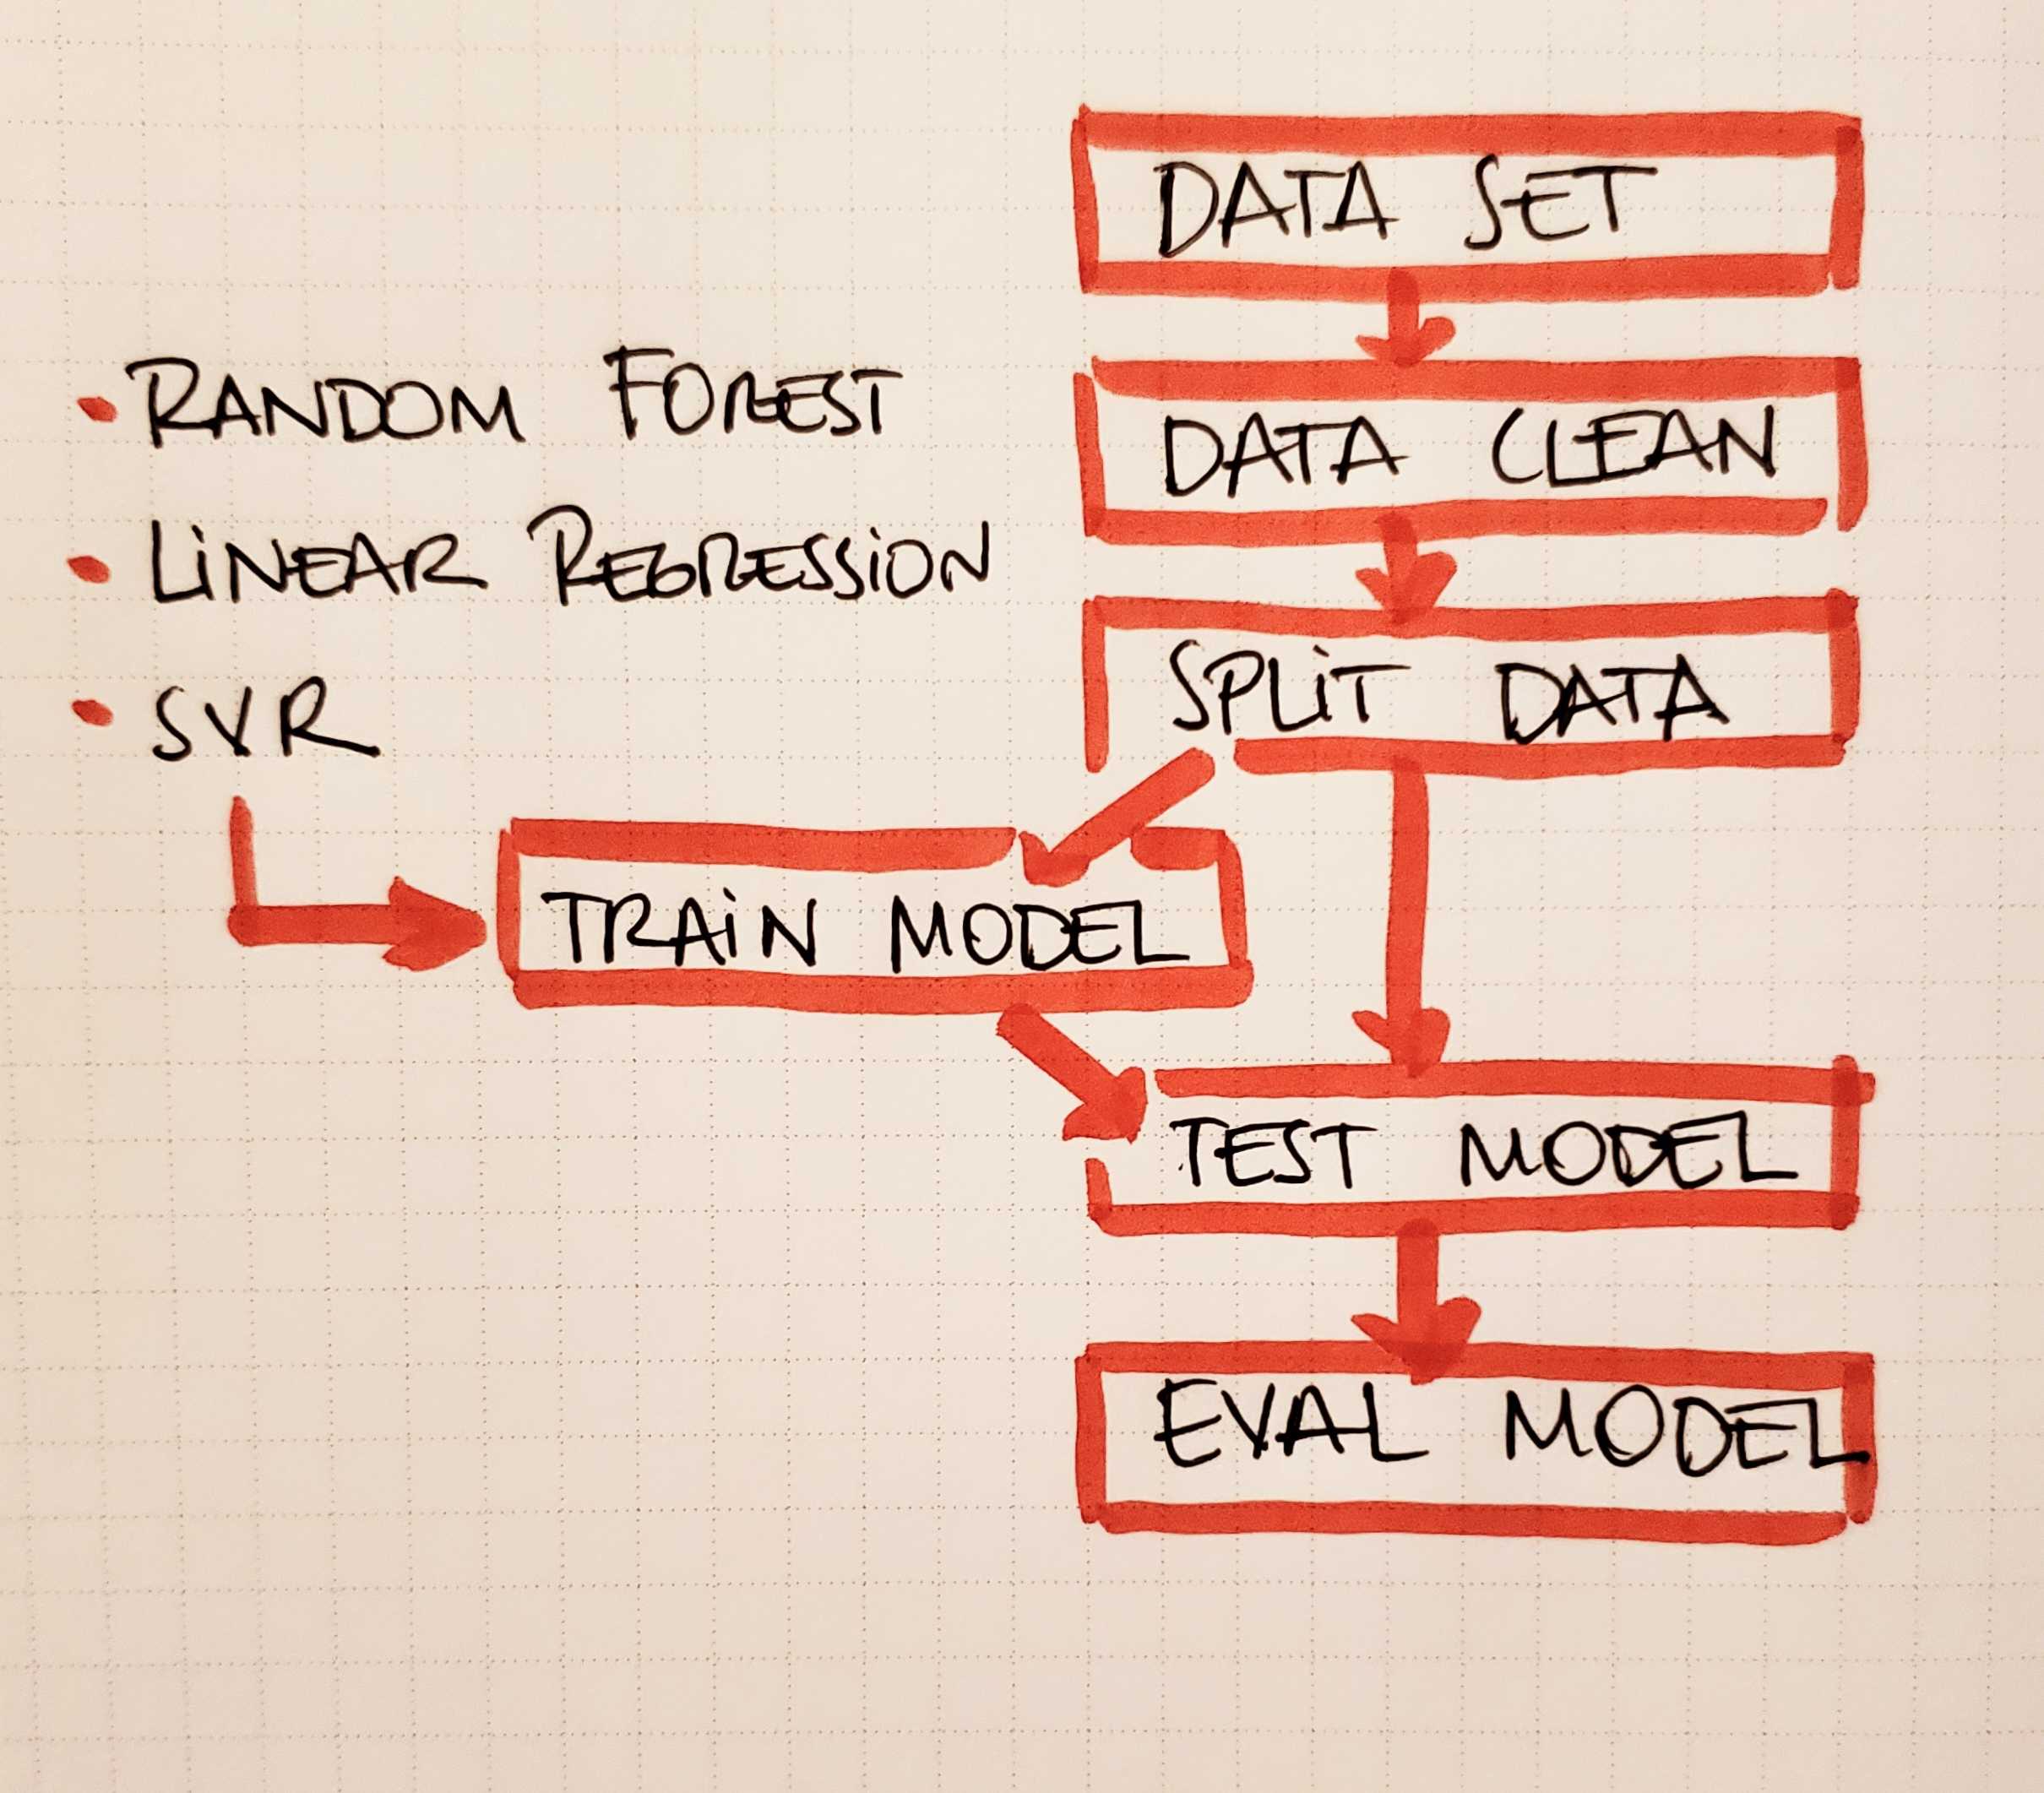 DATA SET
DATA CLEAN
SPLIT DATA
• RANDOM FOREST
• LINEAR REGRESSION
• SVR
TRAIN MODEL
TEST MODEL
EVAL MODEL